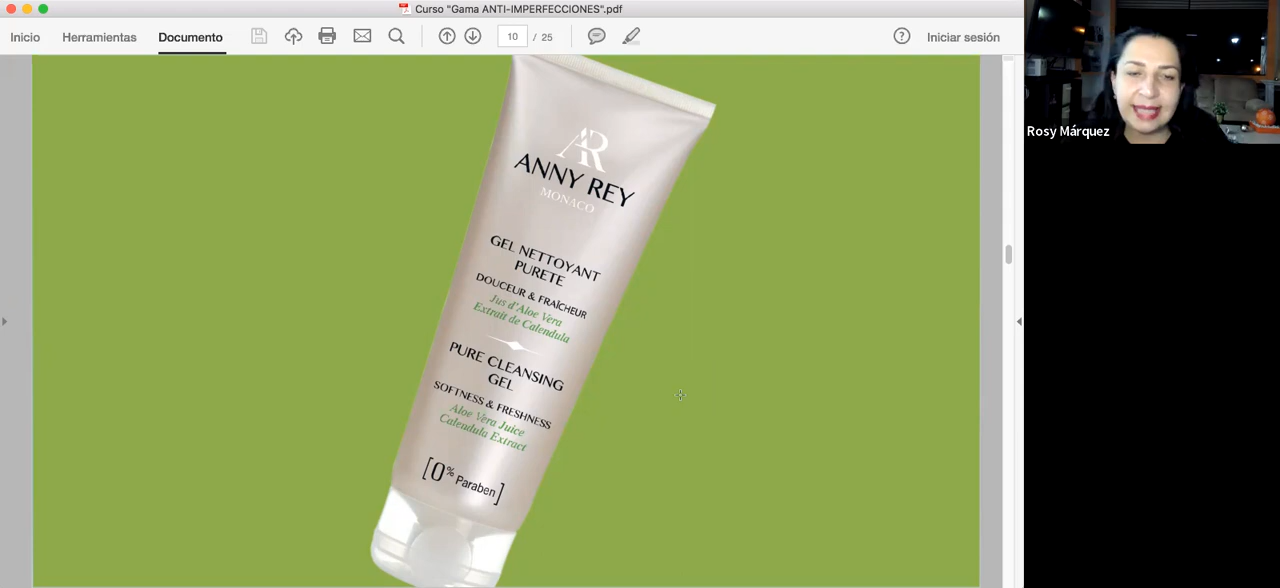 Curso "Gama ANTI-IMPERFECCIONES".pdf
Inicio Herramientas Documento 10 / 25 Iniciar sesión
Rosy Márquez
AR
ANNY REY
MONACO
GEL NETTOYANT
PURETE
DOUCEUR & FRAÎCHEUR
Jus d'Aloe Vera
Extrait de Calendula
PURE CLEANSING
GEL
SOFTNESS & FRESHNESS
Aloe Vera Juice
Calendula Extract
[0% Paraben]